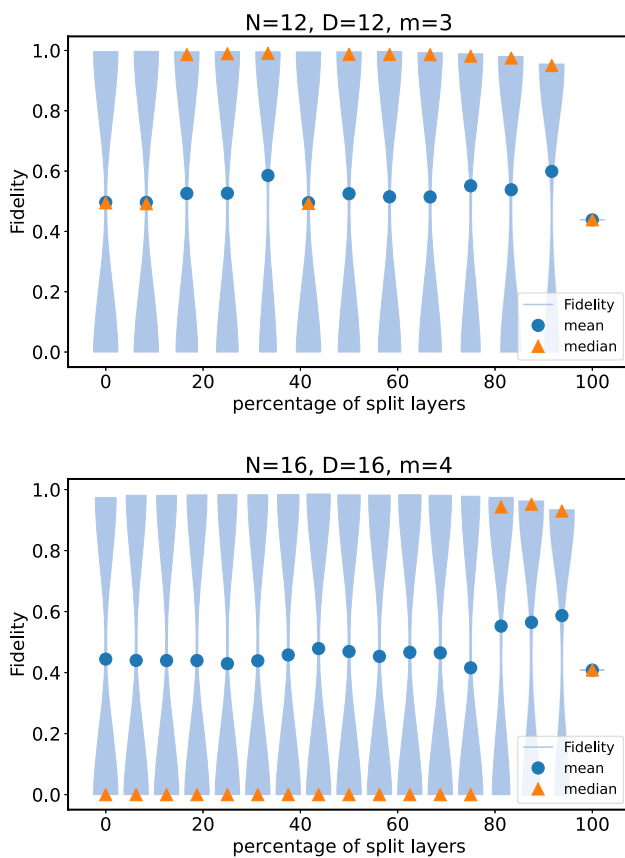 N=12, D=12, m=3
1.0
0.8
0.6
0.4
0.2
0.0
Fidelity
Fidelity
mean
median
0 20 40 60 80 100
percentage of split layers
N=16, D=16, m=4
1.0
0.8
0.6
0.4
0.2
0.0
Fidelity
Fidelity
mean
median
0 20 40 60 80 100
percentage of split layers